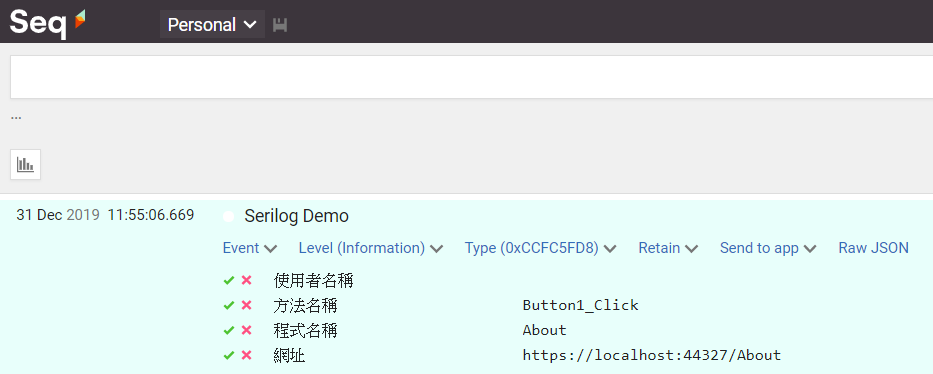 Seq Personal
...
31 Dec 2019 11:55:06.669 Serilog Demo
Event Level (Information) Type (0xCCFC5FD8) Retain Send to app Raw JSON
使用者名稱
方法名稱 Button1_Click
程式名稱 About
網址 https://localhost:44327/About